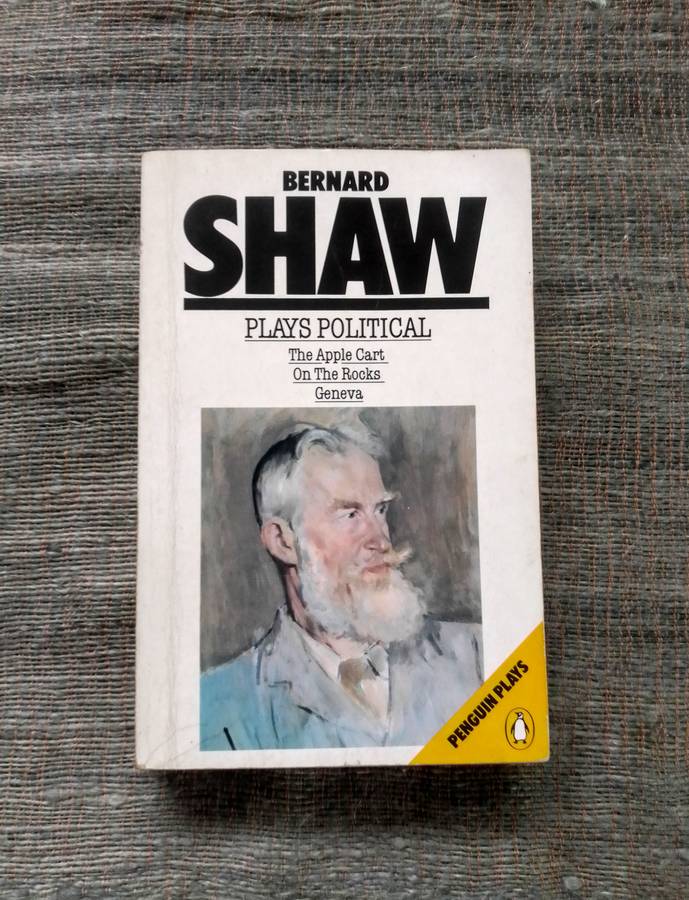 BERNARD
SHAW
PLAYS POLITICAL
The Apple Cart
On The Rocks
Geneva
PENGUIN PLAYS